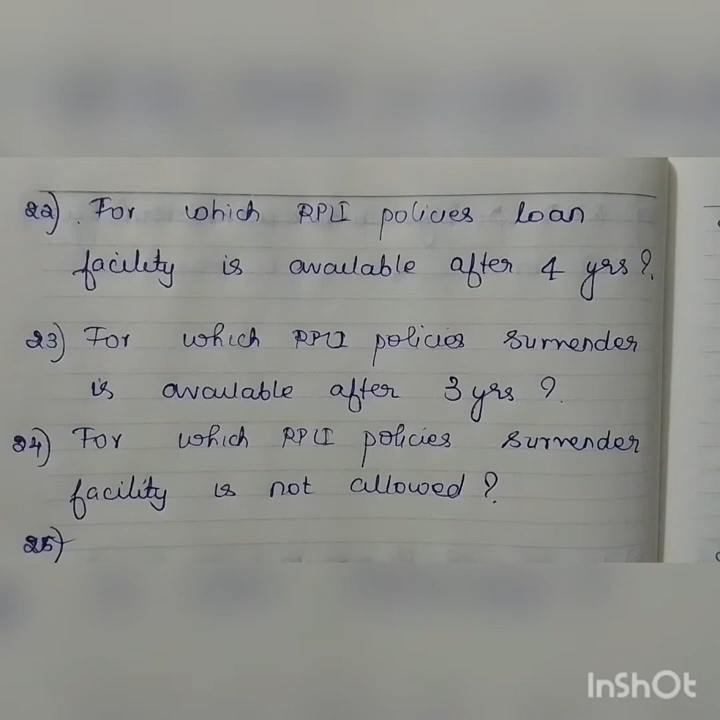 22). For which RPLI policies loan
facility is available after 4 yrs?
23) For which RPLI policies surrender
is available after 3 yrs ?
24) For which RPLI policies surrender
facility is not allowed ?
25)
InShOt